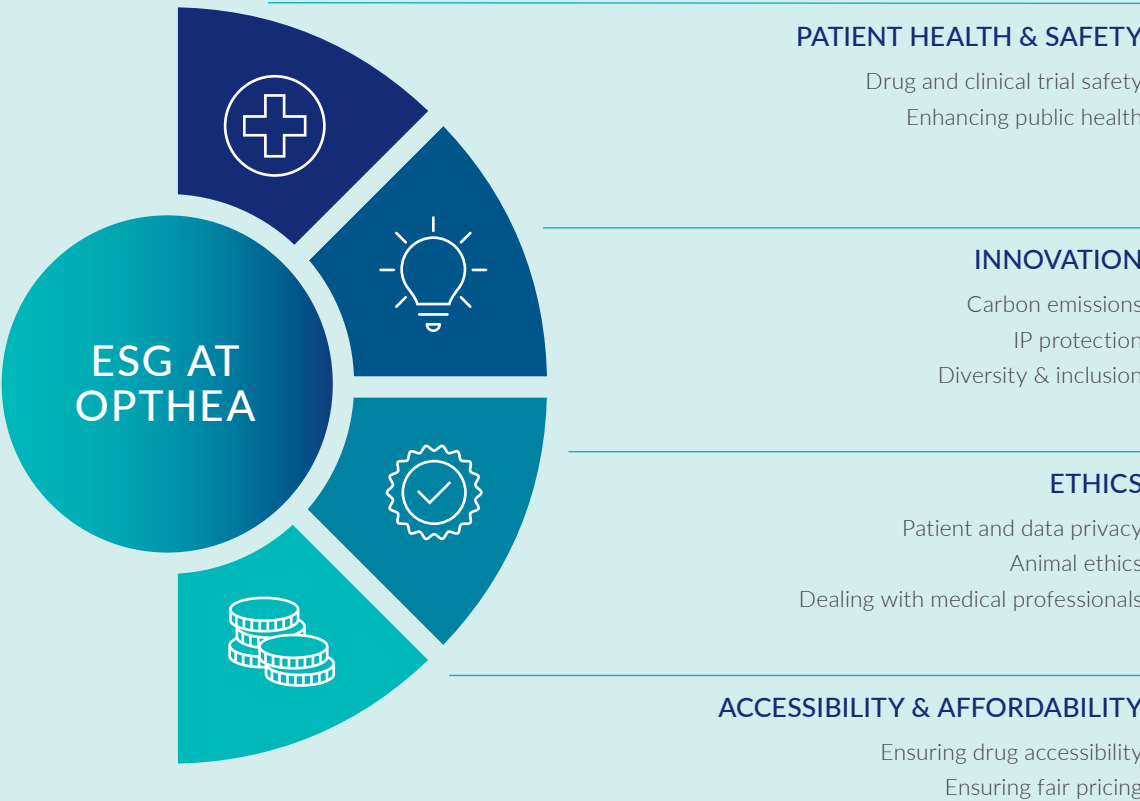 ESG AT
OPTHEA
PATIENT HEALTH & SAFETY
Drug and clinical trial safety
Enhancing public health
INNOVATION
Carbon emissions
IP protection
Diversity & inclusion
ETHICS
Patient and data privacy
Animal ethics
Dealing with medical professionals
ACCESSIBILITY & AFFORDABILITY
Ensuring drug accessibility
Ensuring fair pricing